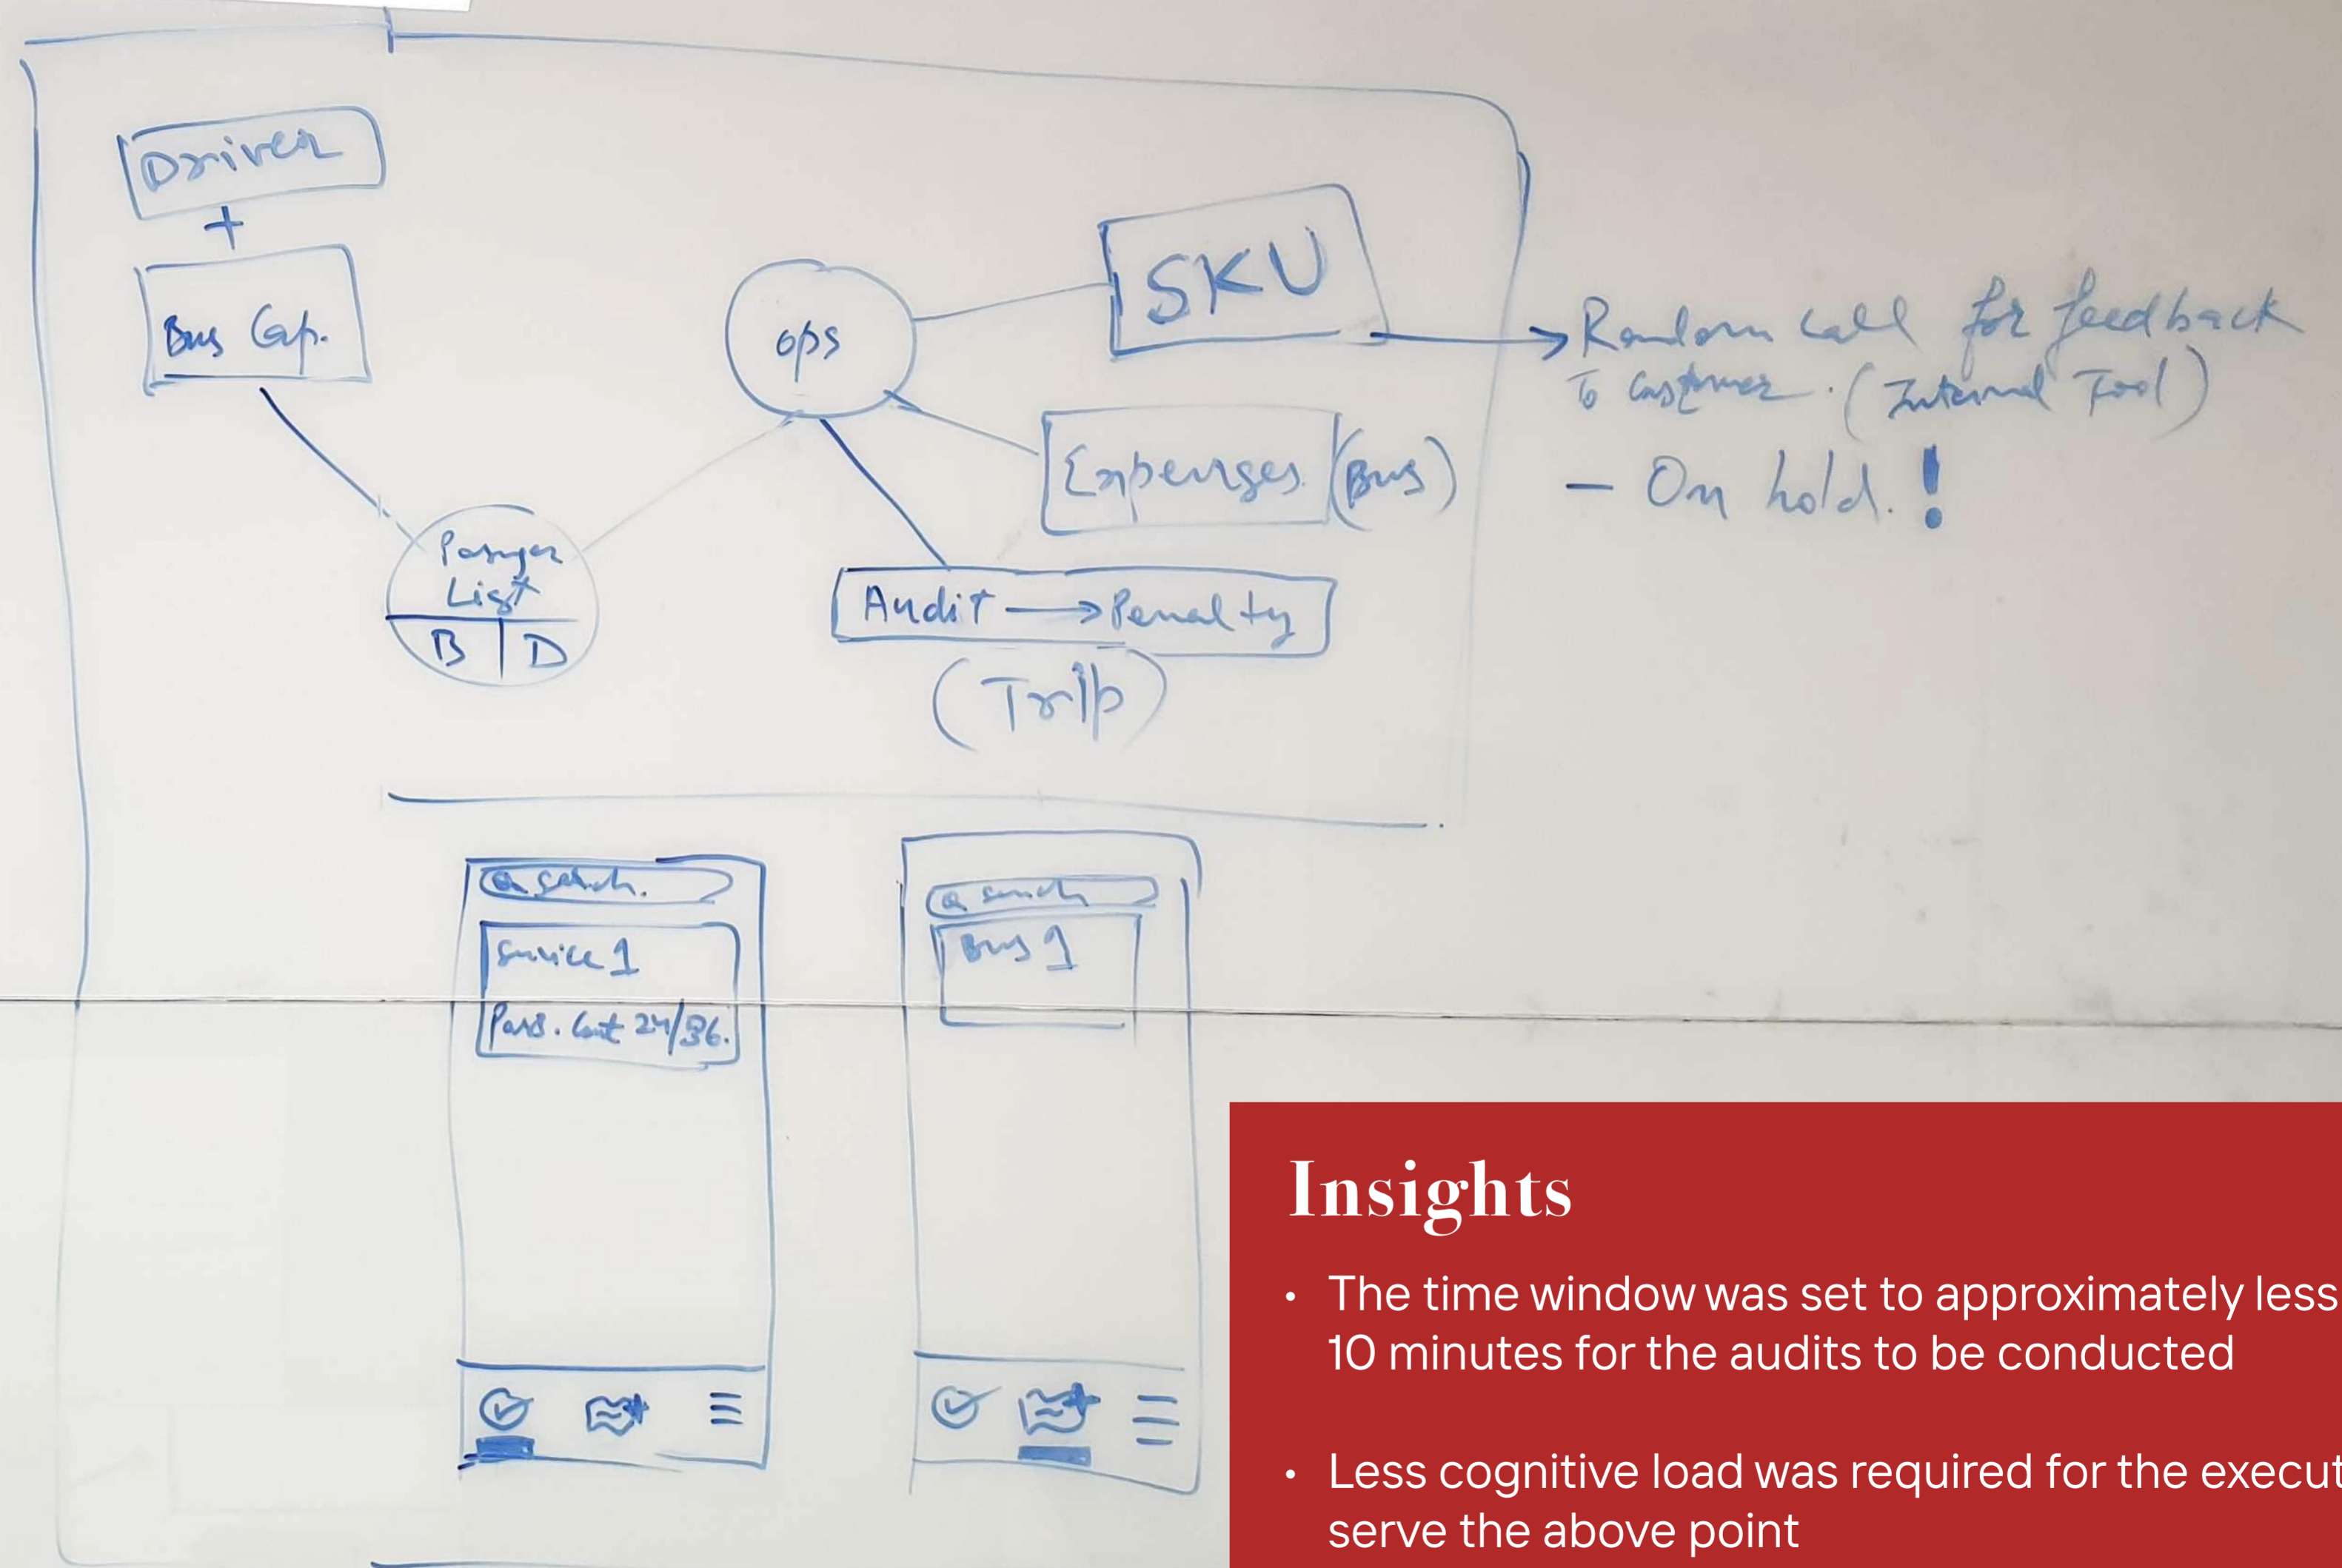 Driver
+
Bus Cap.
ops
SKU
Expenses (Bus)
Passenger
List
B | D
Audit → Penalty
(Trip)
→ Random call for feedback
To Customer. (Internal Tool)
- On hold. !
search.
Service 1
Pass. Cont 24/36.
search
Bus 1
Insights
• The time window was set to approximately less
10 minutes for the audits to be conducted
• Less cognitive load was required for the execut
serve the above point